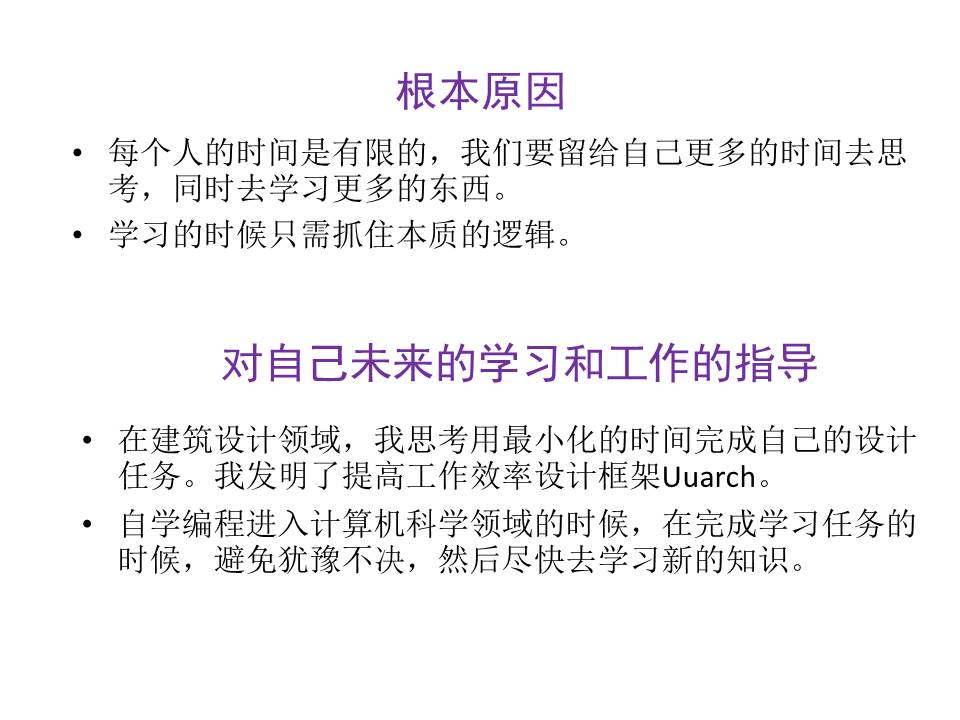 根本原因
• 每个人的时间是有限的，我们要留给自己更多的时间去思
考，同时去学习更多的东西。
• 学习的时候只需抓住本质的逻辑。
对自己未来的学习和工作的指导
• 在建筑设计领域，我思考用最小化的时间完成自己的设计
任务。我发明了提高工作效率设计框架Uuarch。
• 自学编程进入计算机科学领域的时候，在完成学习任务的
时候，避免犹豫不决，然后尽快去学习新的知识。